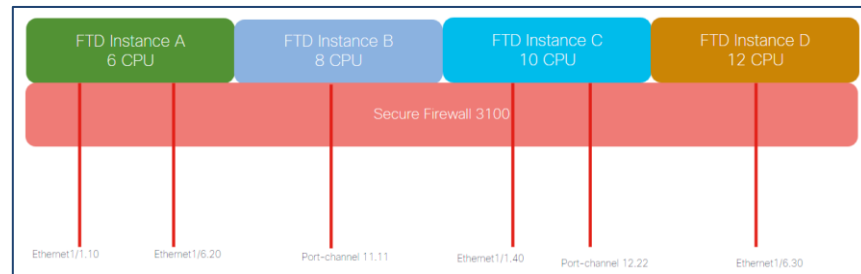 FTD Instance A
6 CPU
FTD Instance B
8 CPU
FTD Instance C
10 CPU
FTD Instance D
12 CPU
Secure Firewall 3100
Ethernet1/1.10
Ethernet1/6.20
Port-channel 11.11
Ethernet1/1.40
Port-channel 12.22
Ethernet1/6.30